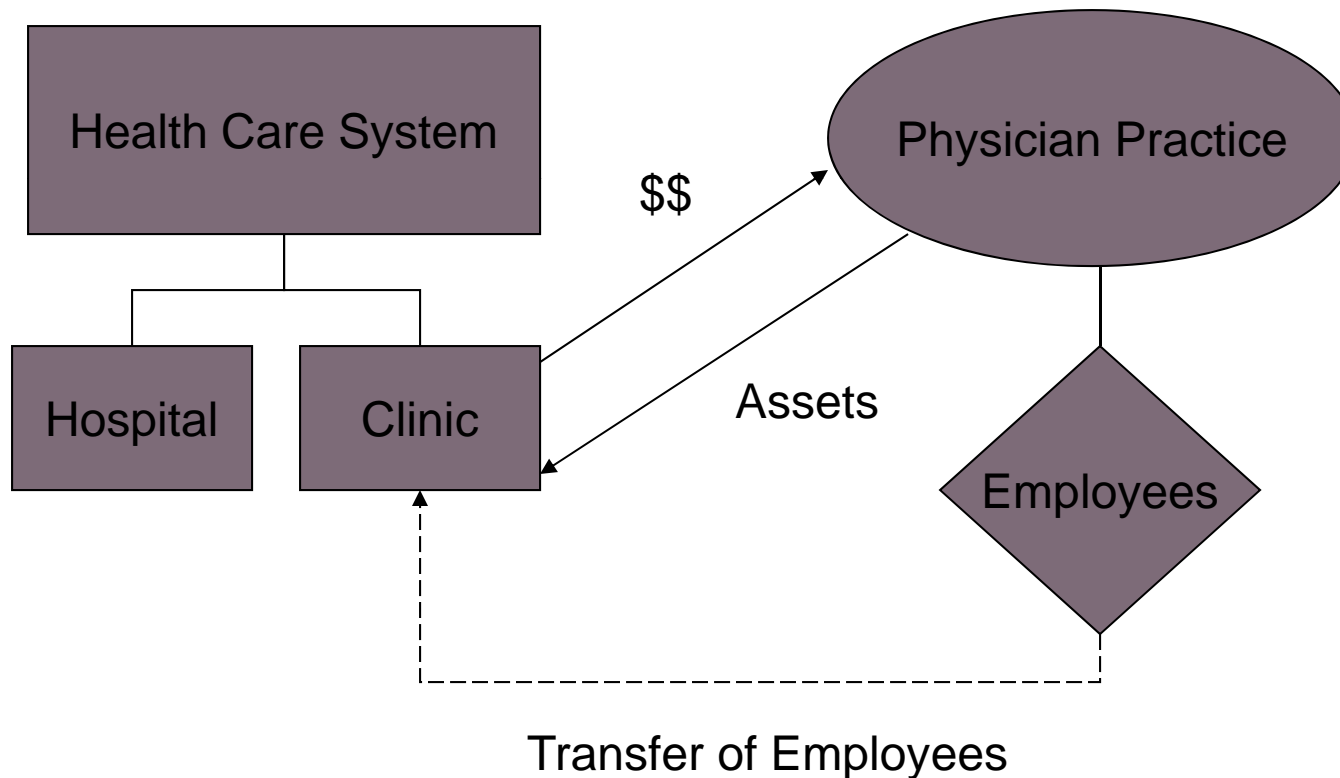 Health Care System
Physician Practice
$$
Hospital
Clinic
Assets
Employees
Transfer of Employees